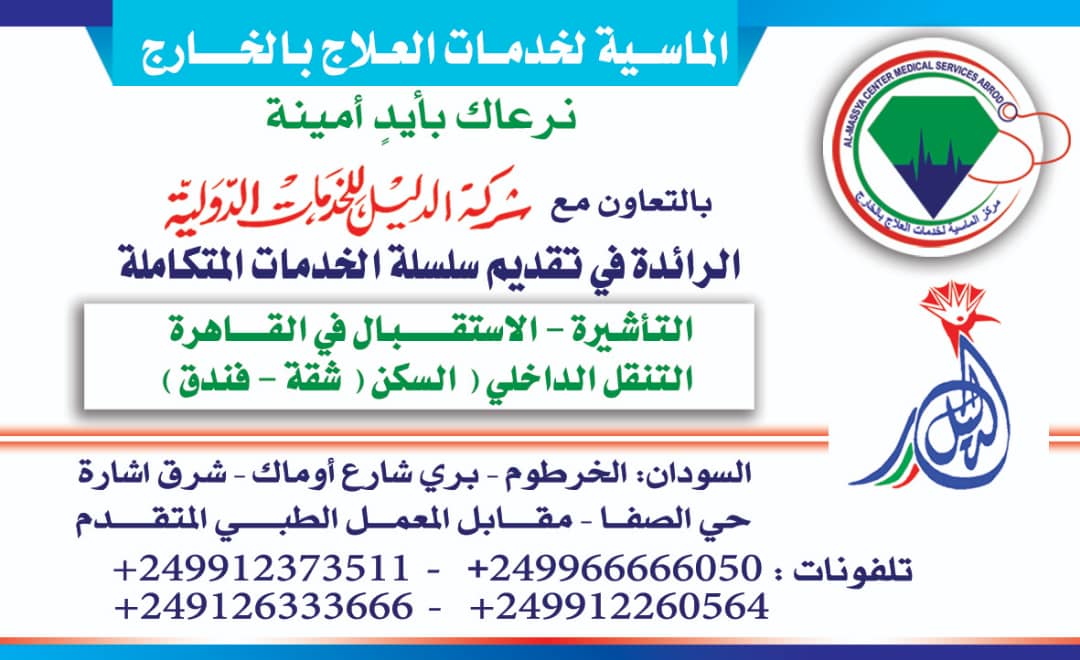 الماسية لخدمات العلاج بالخارج
نرعاك بأيدٍ أمينة
بالتعاون مع شركة الدليل للخدمات الدولية
الرائدة في تقديم سلسلة الخدمات المتكاملة
التأشيرة - الاستقبال في القاهرة
التنقل الداخلي ( السكن ( شقة - فندق )
AL-MASSYA CENTER MEDICAL SERVICES ABROD
مركز الماسية لخدمات العلاج بالخارج
الدليل
السودان: الخرطوم - بري شارع أوماك - شرق اشارة
حي الصفا - مقابل المعمل الطبي المتقدم
تلفونات : +249966666050 - +249912373511
+249912260564 - +249126333666